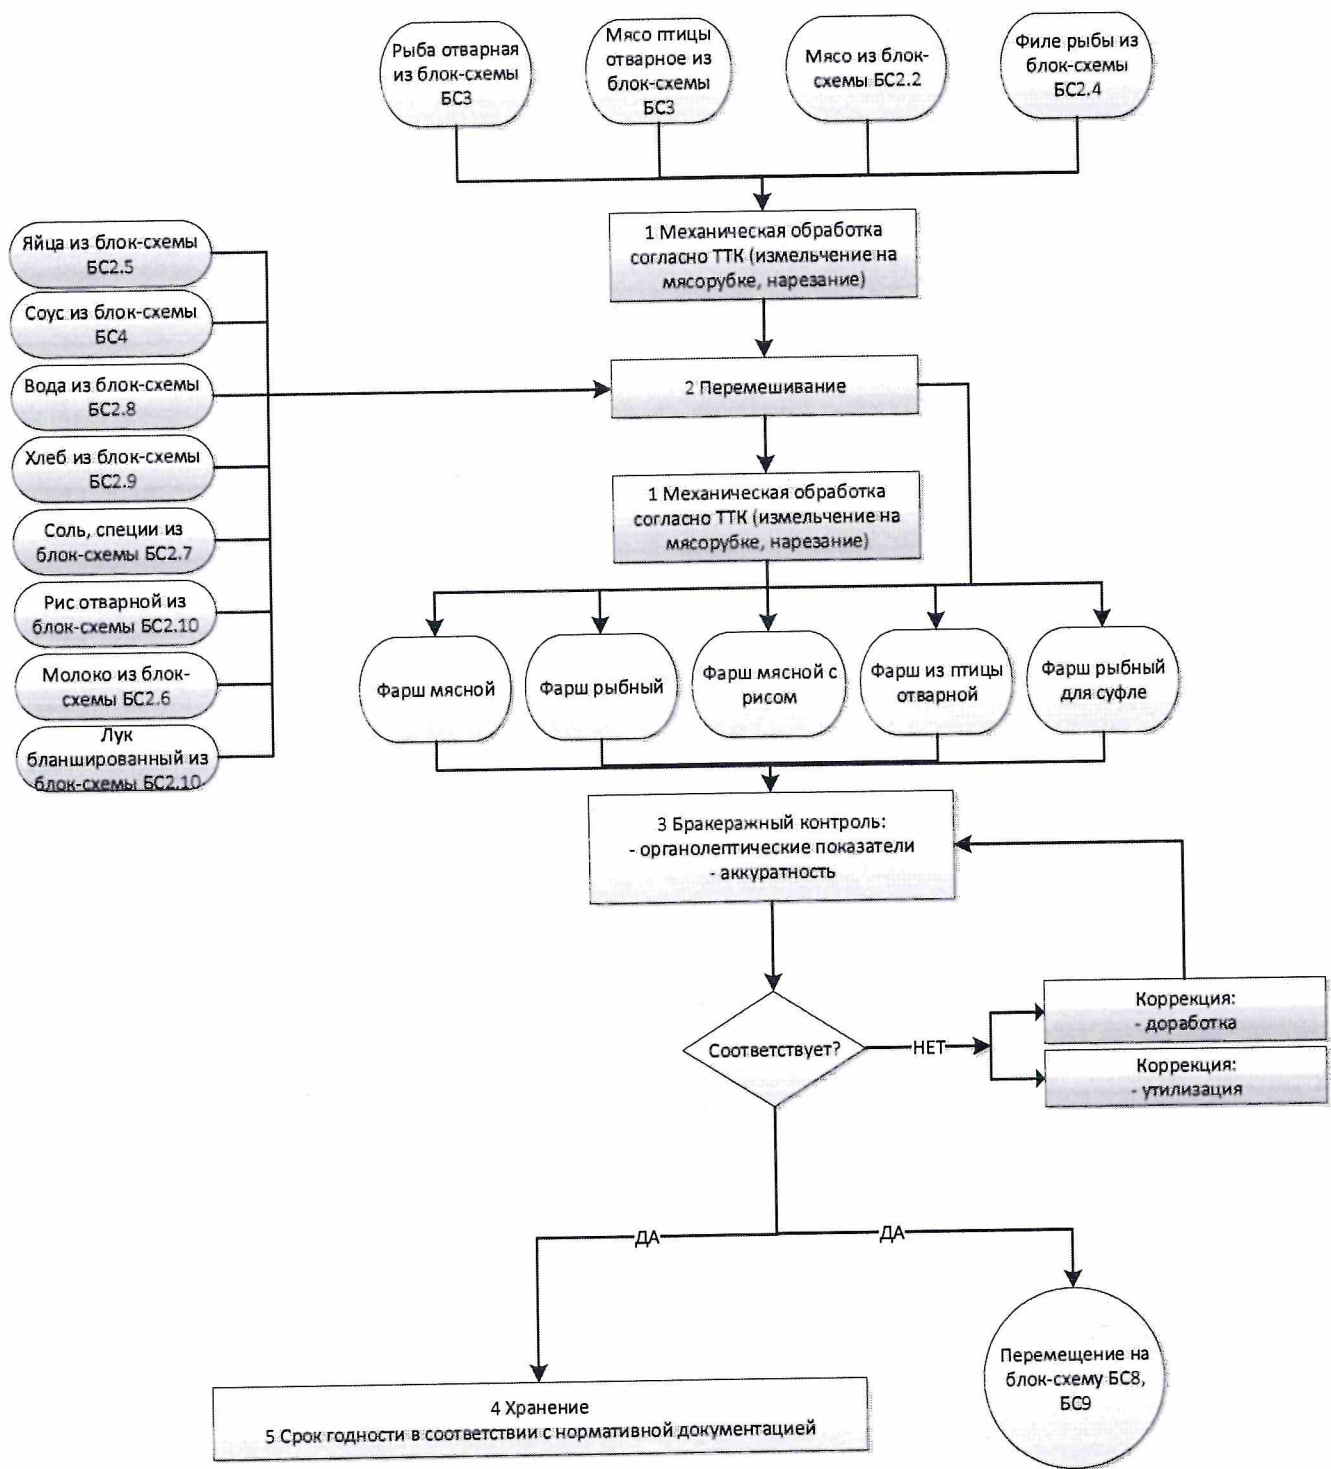 Рыба отварная
из блок-схемы
БС3
Мясо птицы
отварное из
блок-схемы
БС3
Мясо из блок-
схемы БС2.2
Филе рыбы из
блок-схемы
БС2.4
1 Механическая обработка
согласно ТТК (измельчение на
мясорубке, нарезание)
Яйца из блок-схемы
БС2.5
Соус из блок-схемы
БС4
Вода из блок-схемы
БС2.8
Хлеб из блок-схемы
БС2.9
Соль, специи из
блок-схемы БС2.7
Рис отварной из
блок-схемы БС2.10
Молоко из блок-
схемы БС2.6
Лук
бланшированный из
блок-схемы БС2.10
2 Перемешивание
1 Механическая обработка
согласно ТТК (измельчение на
мясорубке, нарезание)
Фарш мясной
Фарш рыбный
Фарш мясной с
рисом
Фарш из птицы
отварной
Фарш рыбный
для суфле
3 Бракеражный контроль:
- органолептические показатели
- аккуратность
Соответствует?
НЕТ
Коррекция:
- доработка
Коррекция:
- утилизация
ДА
ДА
Перемещение на
блок-схему БС8,
БС9
4 Хранение
5 Срок годности в соответствии с нормативной документацией